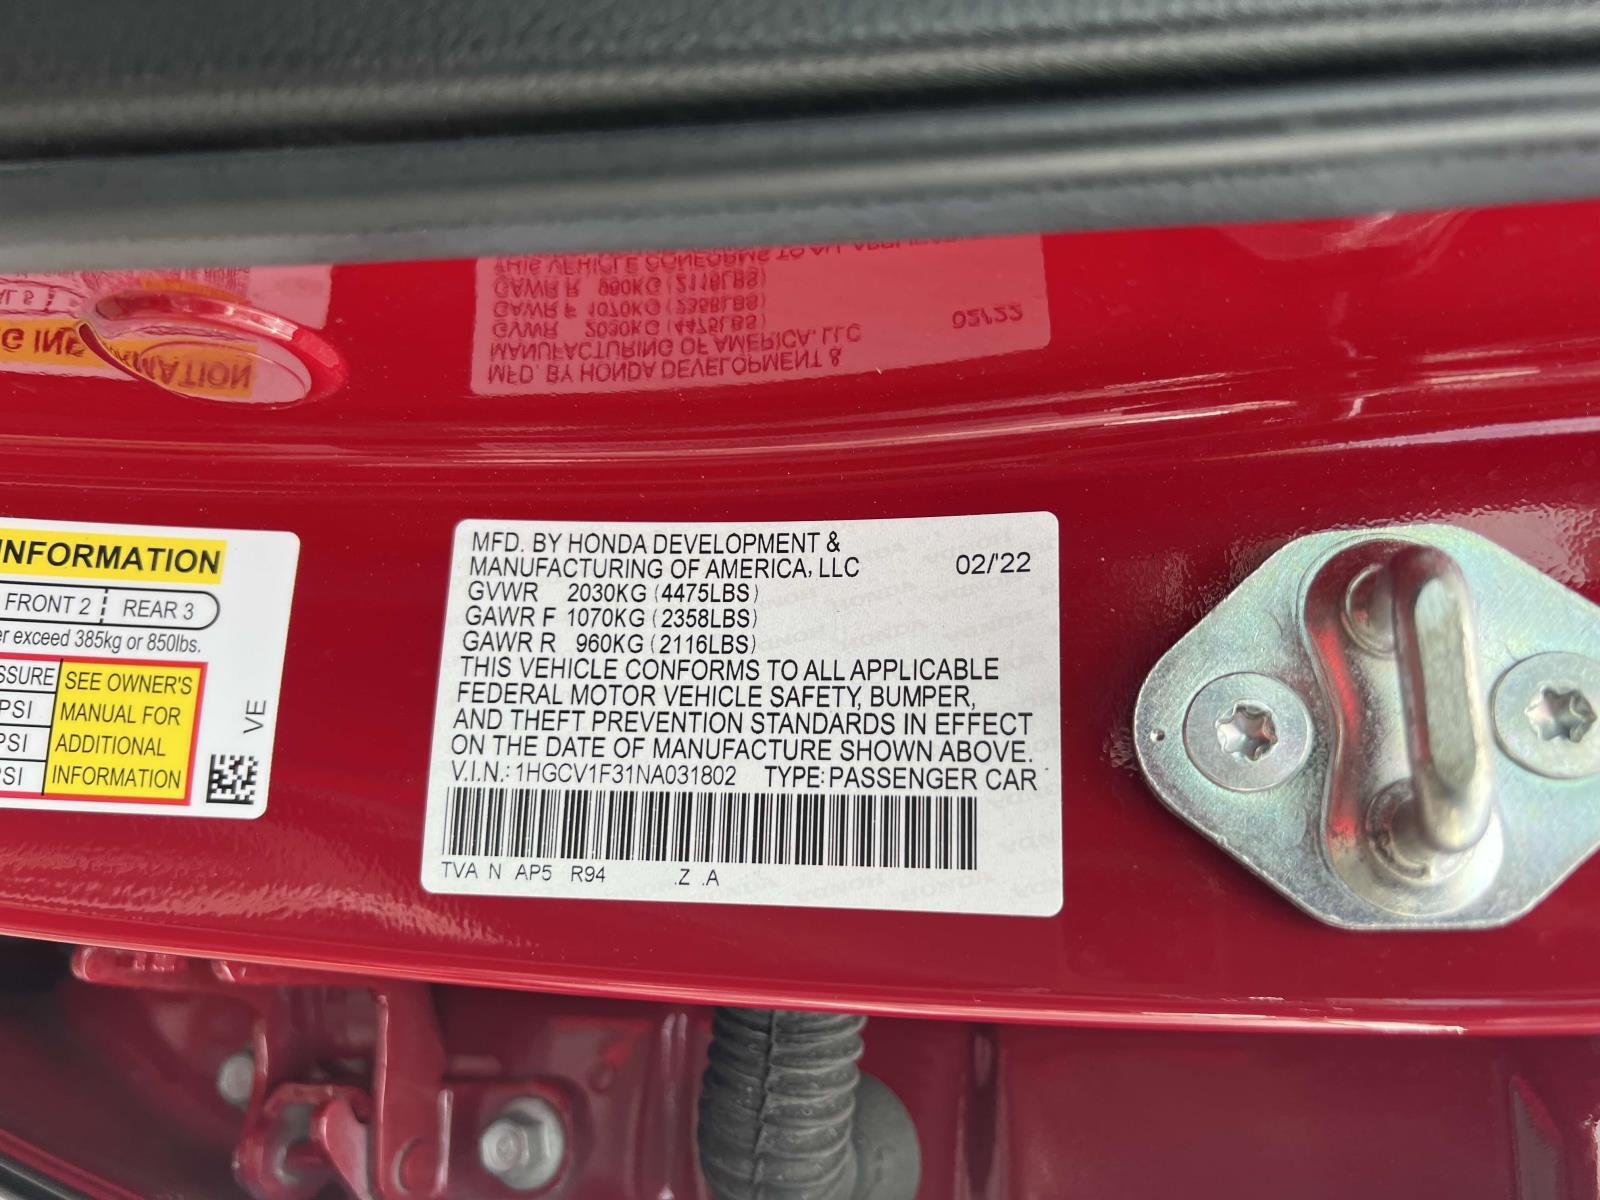 INFORMATION
FRONT 2 REAR 3
exceed 385kg or 850lbs.
SEE OWNER'S
PSI MANUAL FOR
PSI ADDITIONAL
PSI INFORMATION
VE
MFD. BY HONDA DEVELOPMENT &
MANUFACTURING OF AMERICA, LLC 02/'22
GVWR 2030KG (4475LBS)
GAWR F 1070KG (2358LBS)
GAWR R 960KG (2116LBS)
THIS VEHICLE CONFORMS TO ALL APPLICABLE
FEDERAL MOTOR VEHICLE SAFETY, BUMPER,
AND THEFT PREVENTION STANDARDS IN EFFECT
ON THE DATE OF MANUFACTURE SHOWN ABOVE.
V.I.N.: 1HGCV1F31NA031802 TYPE: PASSENGER CAR
TVA N AP5 R94 .Z .A